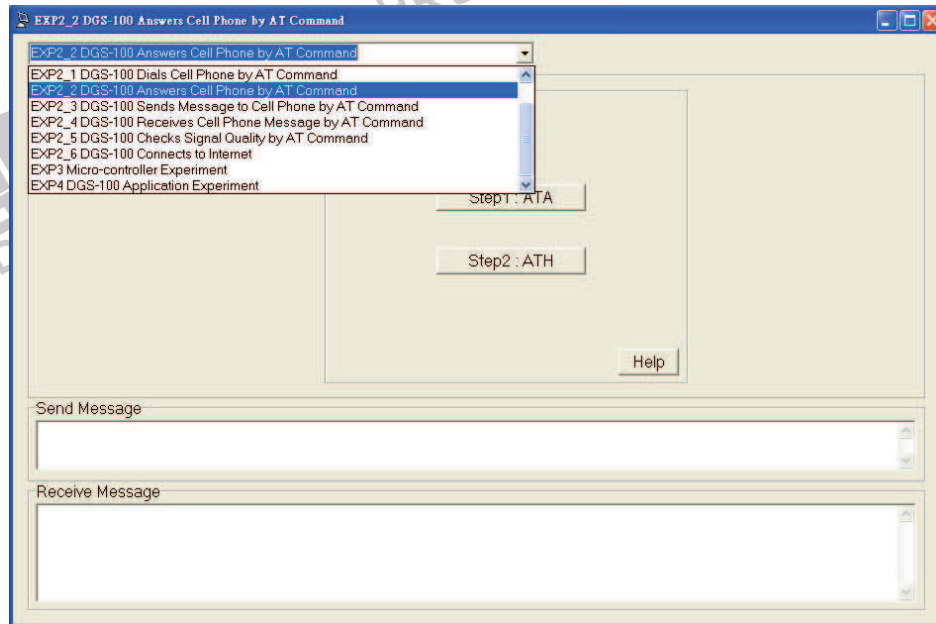 EXP2_2 DGS-100 Answers Cell Phone by AT Command
EXP2_2 DGS-100 Answers Cell Phone by AT Command
EXP2_1 DGS-100 Dials Cell Phone by AT Command
EXP2_2 DGS-100 Answers Cell Phone by AT Command
EXP2_3 DGS-100 Sends Message to Cell Phone by AT Command
EXP2_4 DGS-100 Receives Cell Phone Message by AT Command
EXP2_5 DGS-100 Checks Signal Quality by AT Command
EXP2_6 DGS-100 Connects to Internet
EXP3 Micro-controller Experiment
EXP4 DGS-100 Application Experiment
Step1 : ATA
Step2 : ATH
Help
Send Message
Receive Message